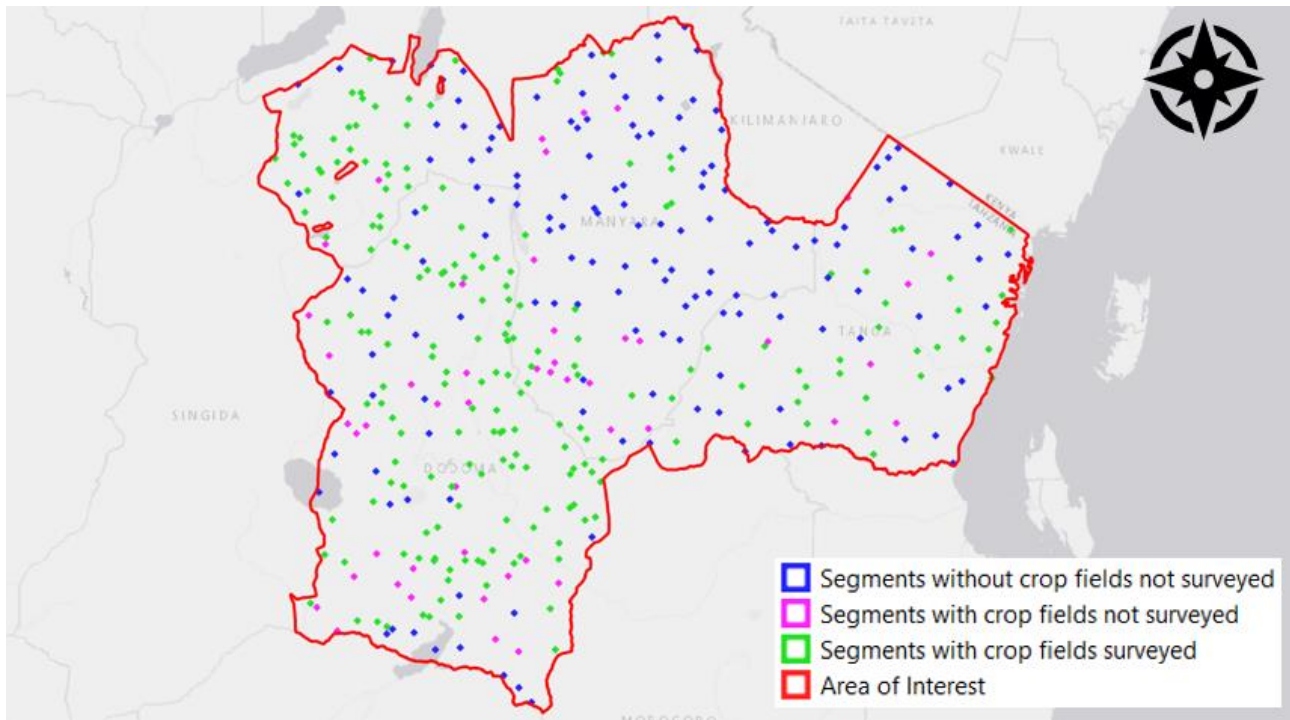 TAITA TAVETA
KILIMANJARO
KWALE
KENYA
TANZANIA
MANYARA
TANGA
SINGIDA
DODOMA
Segments without crop fields not surveyed
Segments with crop fields not surveyed
Segments with crop fields surveyed
Area of Interest
MOROGORO